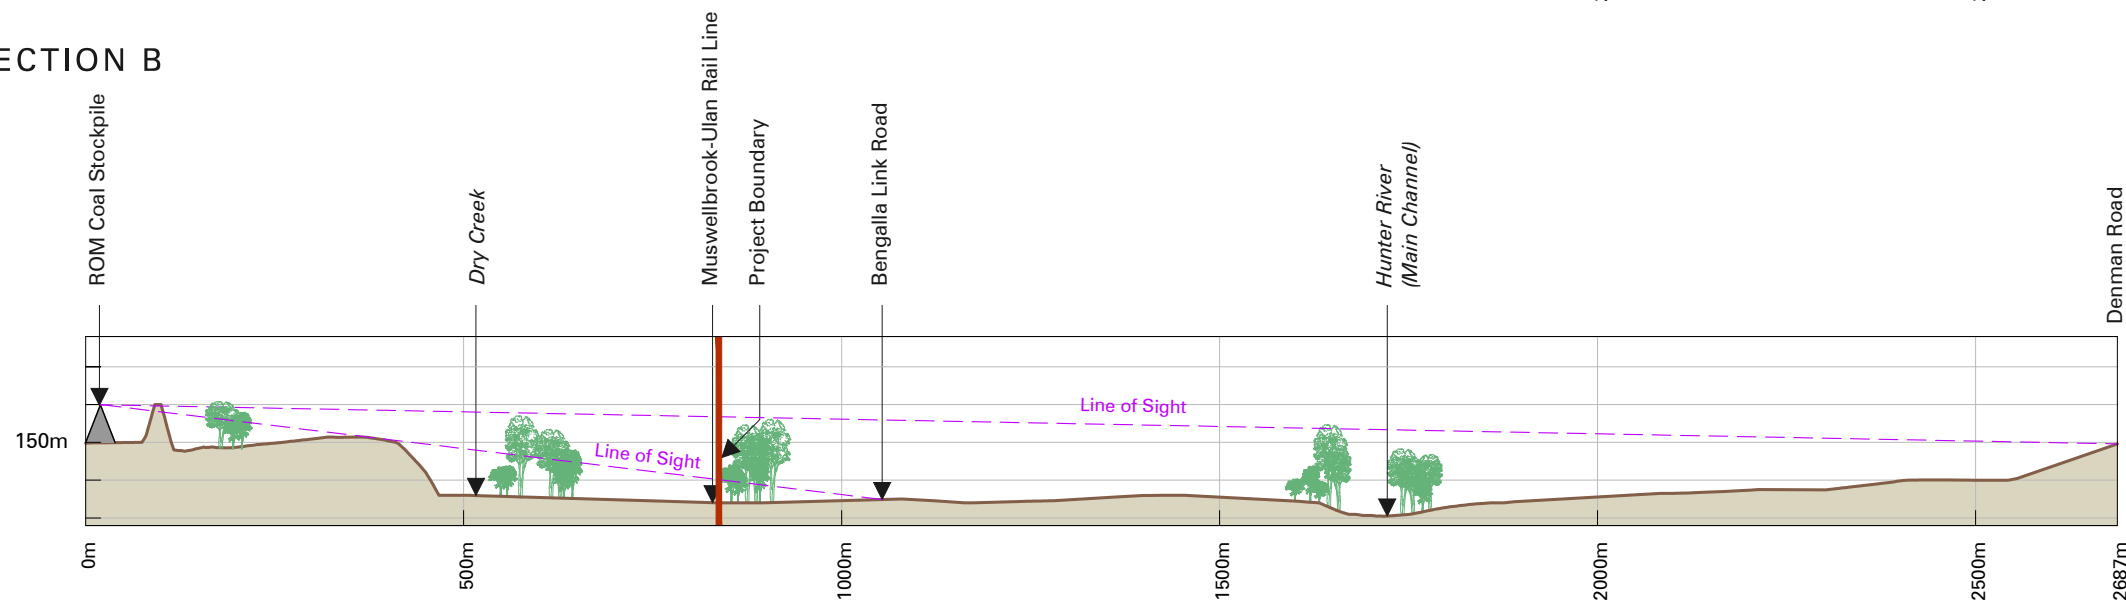 ECTION B
ROM Coal Stockpile
Dry Creek
Muswellbrook-Ulan Rail Line
Project Boundary
Bengalla Link Road
Hunter River
(Main Channel)
Denman Road
Line of Sight
Line of Sight
150m
0m
500m
1000m
1500m
2000m
2500m
2687m